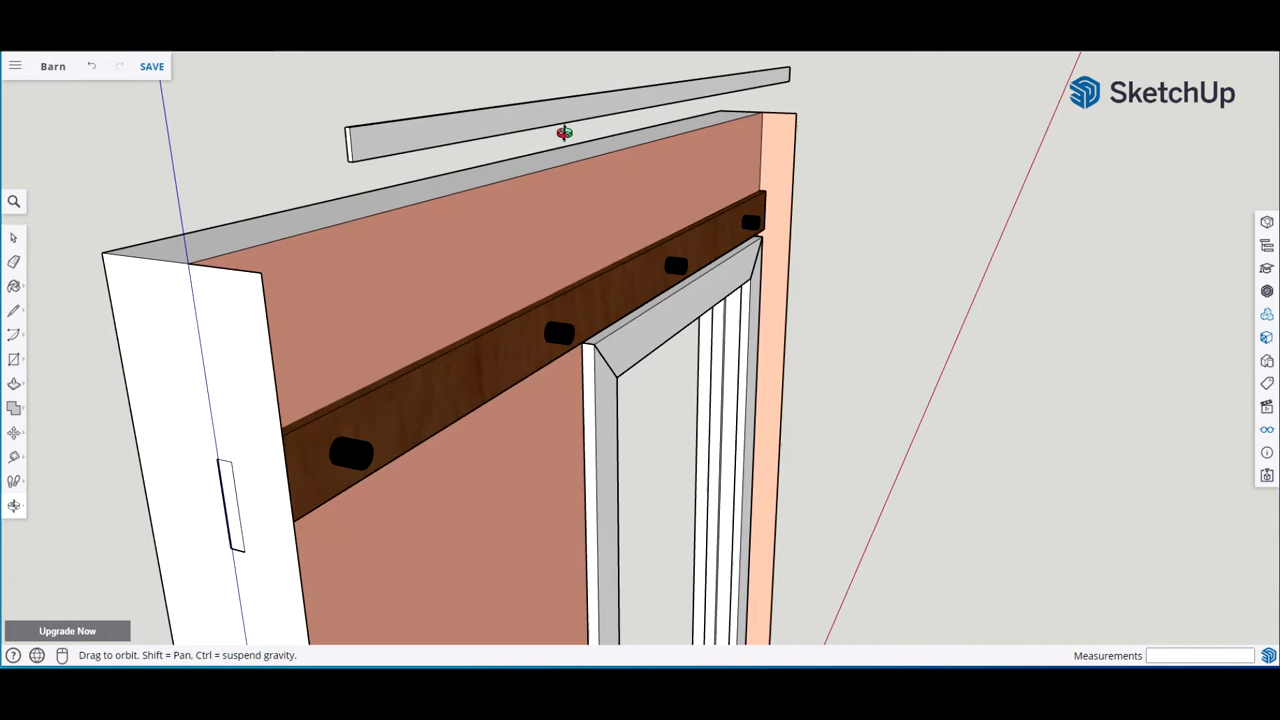 Barn
SAVE
SketchUp
Upgrade Now
Drag to orbit. Shift = Pan, Ctrl = suspend gravity.
Measurements